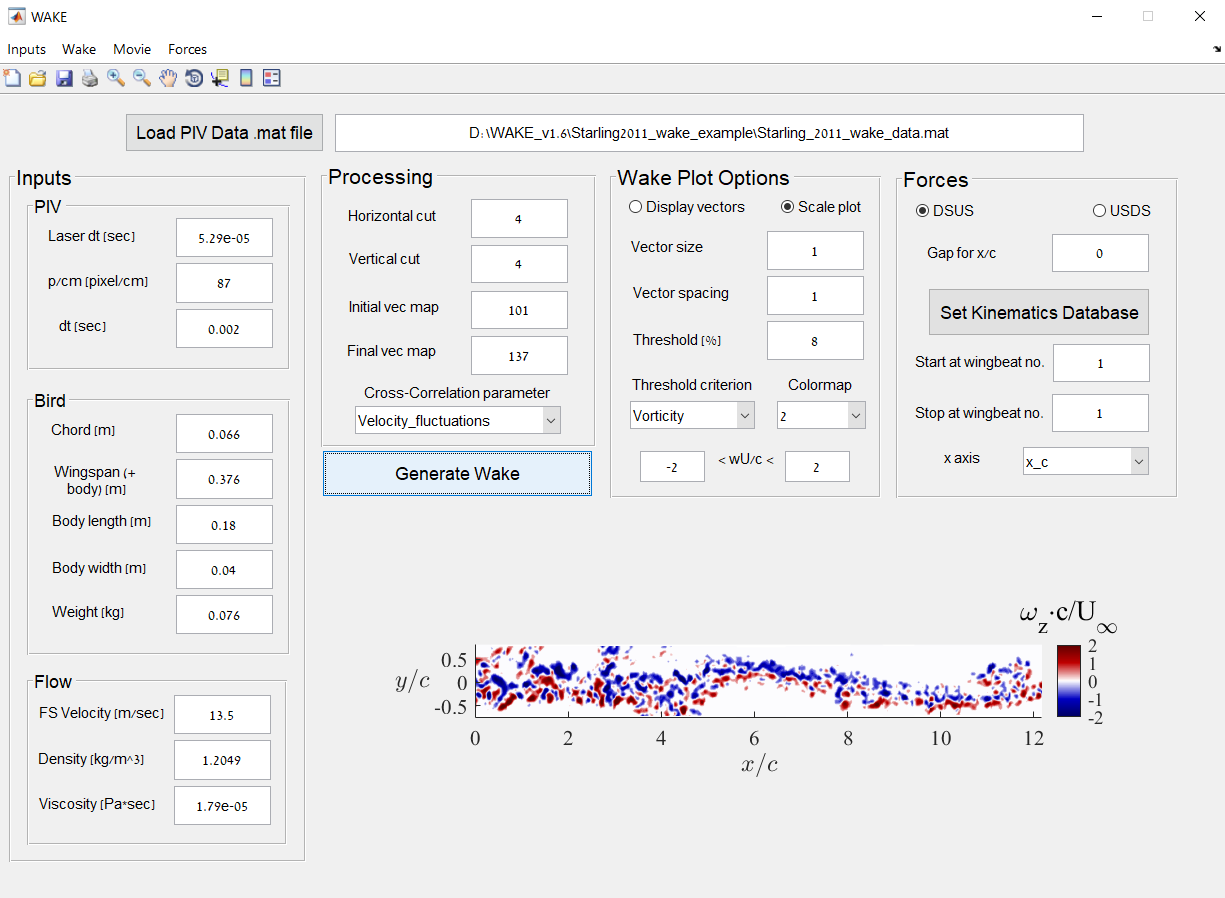 WAKE
Inputs Wake Movie Forces
Load PIV Data .mat file
D:\WAKE_v1.6\Starling2011_wake_example\Starling_2011_wake_data.mat
Inputs
PIV
Laser dt [sec] 5.29e-05
p/cm [pixel/cm] 87
dt [sec] 0.002
Bird
Chord [m] 0.066
Wingspan (+
body) [m] 0.376
Body length [m] 0.18
Body width [m] 0.04
Weight [kg] 0.076
Flow
FS Velocity [m/sec] 13.5
Density [kg/m^3] 1.2049
Viscosity [Pa*sec] 1.79e-05
Processing
Horizontal cut 4
Vertical cut 4
Initial vec map 101
Final vec map 137
Cross-Correlation parameter
Velocity_fluctuations
Generate Wake
Wake Plot Options
Display vectors Scale plot
Vector size 1
Vector spacing 1
Threshold [%] 8
Threshold criterion Colormap
Vorticity 2
-2 < wU/c < 2
Forces
DSUS USDS
Gap for x/c 0
Set Kinematics Database
Start at wingbeat no. 1
Stop at wingbeat no. 1
x axis x_c
ω_z·c/U_∞
y/c
0.5
0
-0.5
0 2 4 6 8 10 12
x/c
2
1
0
-1
-2